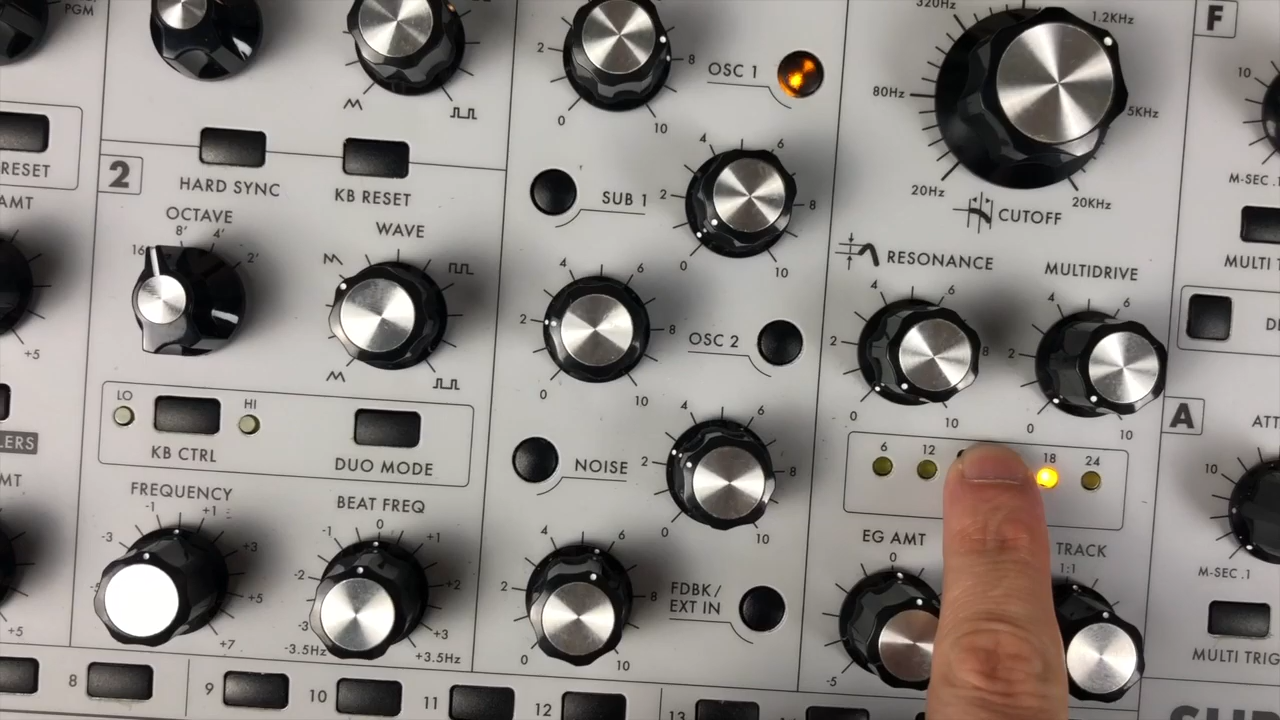 PGM
320Hz
1.2KHz
F
2
8
OSC 1
10
80Hz
5KHz
0
10
RESET
HARD SYNC
KB RESET
4
6
2
SUB 1
2
8
20Hz
20KHz
CUTOFF
M-SEC .1
AMT
OCTAVE
16'
8'
4'
2'
WAVE
0
10
RESONANCE
MULTIDRIVE
MULTI T
4
6
2
8
OSC 2
4
6
2
8
4
6
2
+5
0
10
0
10
0
10
LO
HI
KB CTRL
DUO MODE
4
6
2
NOISE
8
6
12
18
24
A
ATT
LERS
MT
10
0
10
FREQUENCY
-1
+1
-3
+3
+5
+7
BEAT FREQ
0
-1
+1
-2
+2
-3
+3
-3.5Hz
+3.5Hz
4
6
2
8
FDBK /
EXT IN
0
10
EG AMT
0
-5
TRACK
1:1
M-SEC .1
MULTI TRIG
+5
8
9
10
11
12
13
14
SUB